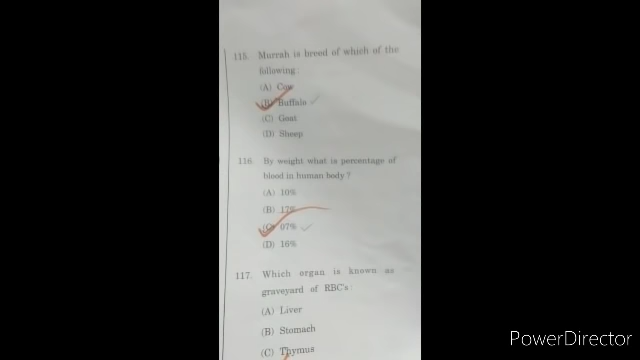 115. Murrah is breed of which of the
following:
(A) Cow
(B) Buffalo
(C) Goat
(D) Sheep
116. By weight what is percentage of
blood in human body ?
(A) 10%
(B) 17%
(C) 07%
(D) 16%
117. Which organ is known as
graveyard of RBC's:
(A) Liver
(B) Stomach
(C) Thymus
PowerDirector